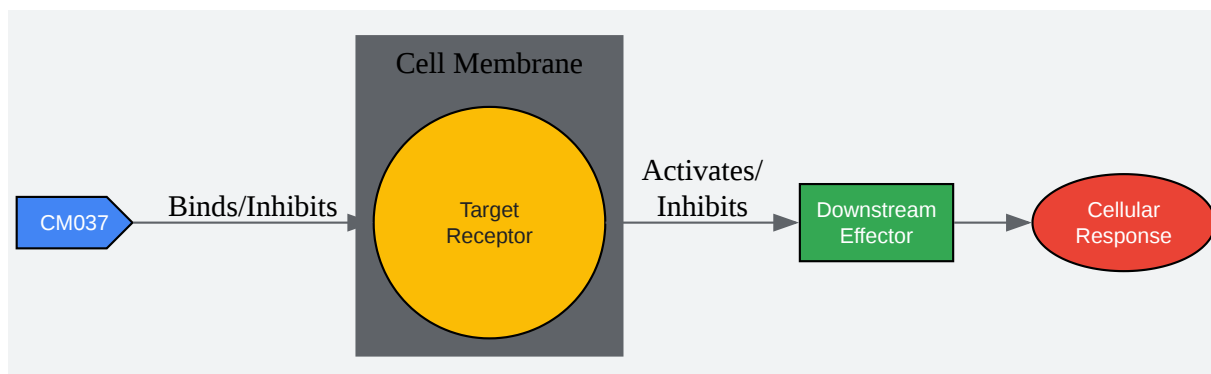 Cell Membrane
CM037
Binds/Inhibits
Target
Receptor
Activates/
Inhibits
Downstream
Effector
Cellular
Response